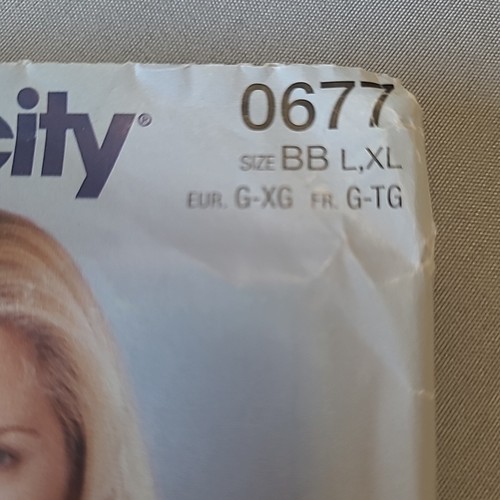 city®
0677
SIZE BB L,XL
EUR. G-XG FR. G-TG